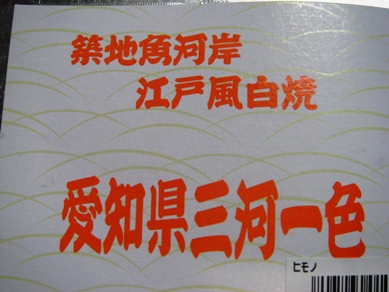 築地魚河岸
江戸風白焼
愛知県三河一色
ヒモノ